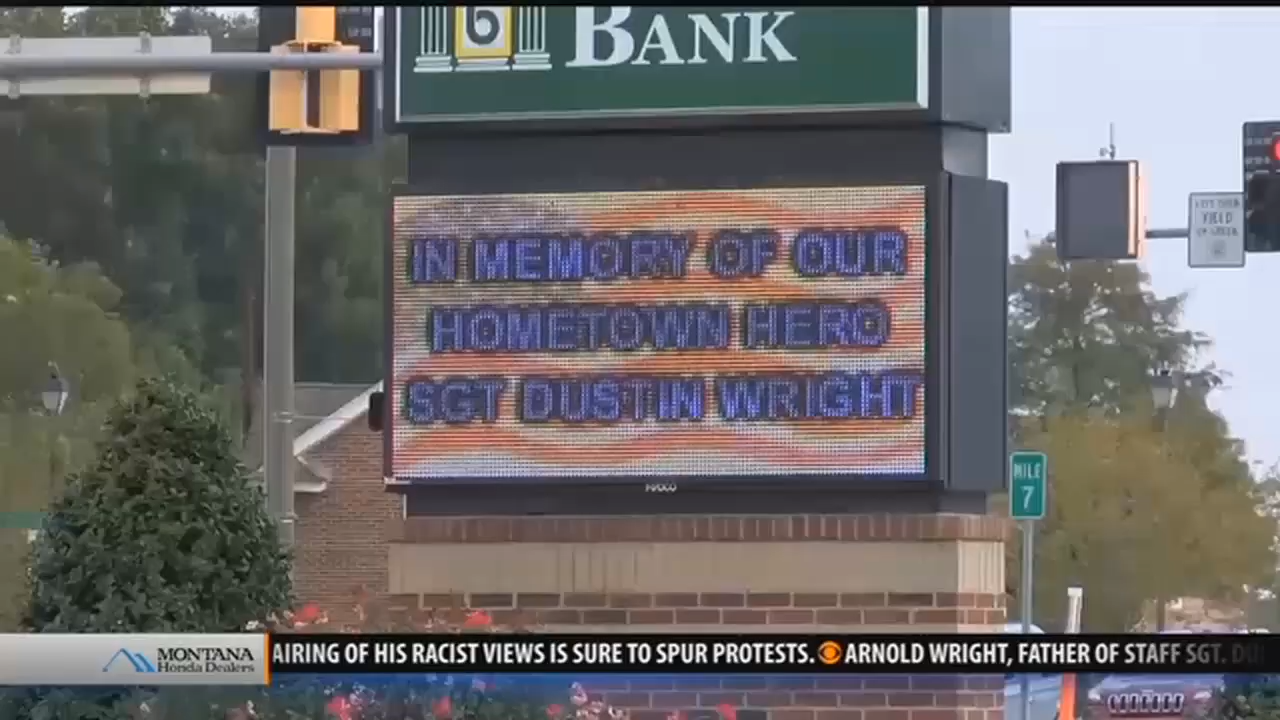 b BANK
IN MEMORY OF OUR
HOMETOWN HERO
SGT DUSTIN WRIGHT
YIELD
MILE
7
MONTANA
Honda Dealers
AIRING OF HIS RACIST VIEWS IS SURE TO SPUR PROTESTS. ARNOLD WRIGHT, FATHER OF STAFF SGT.